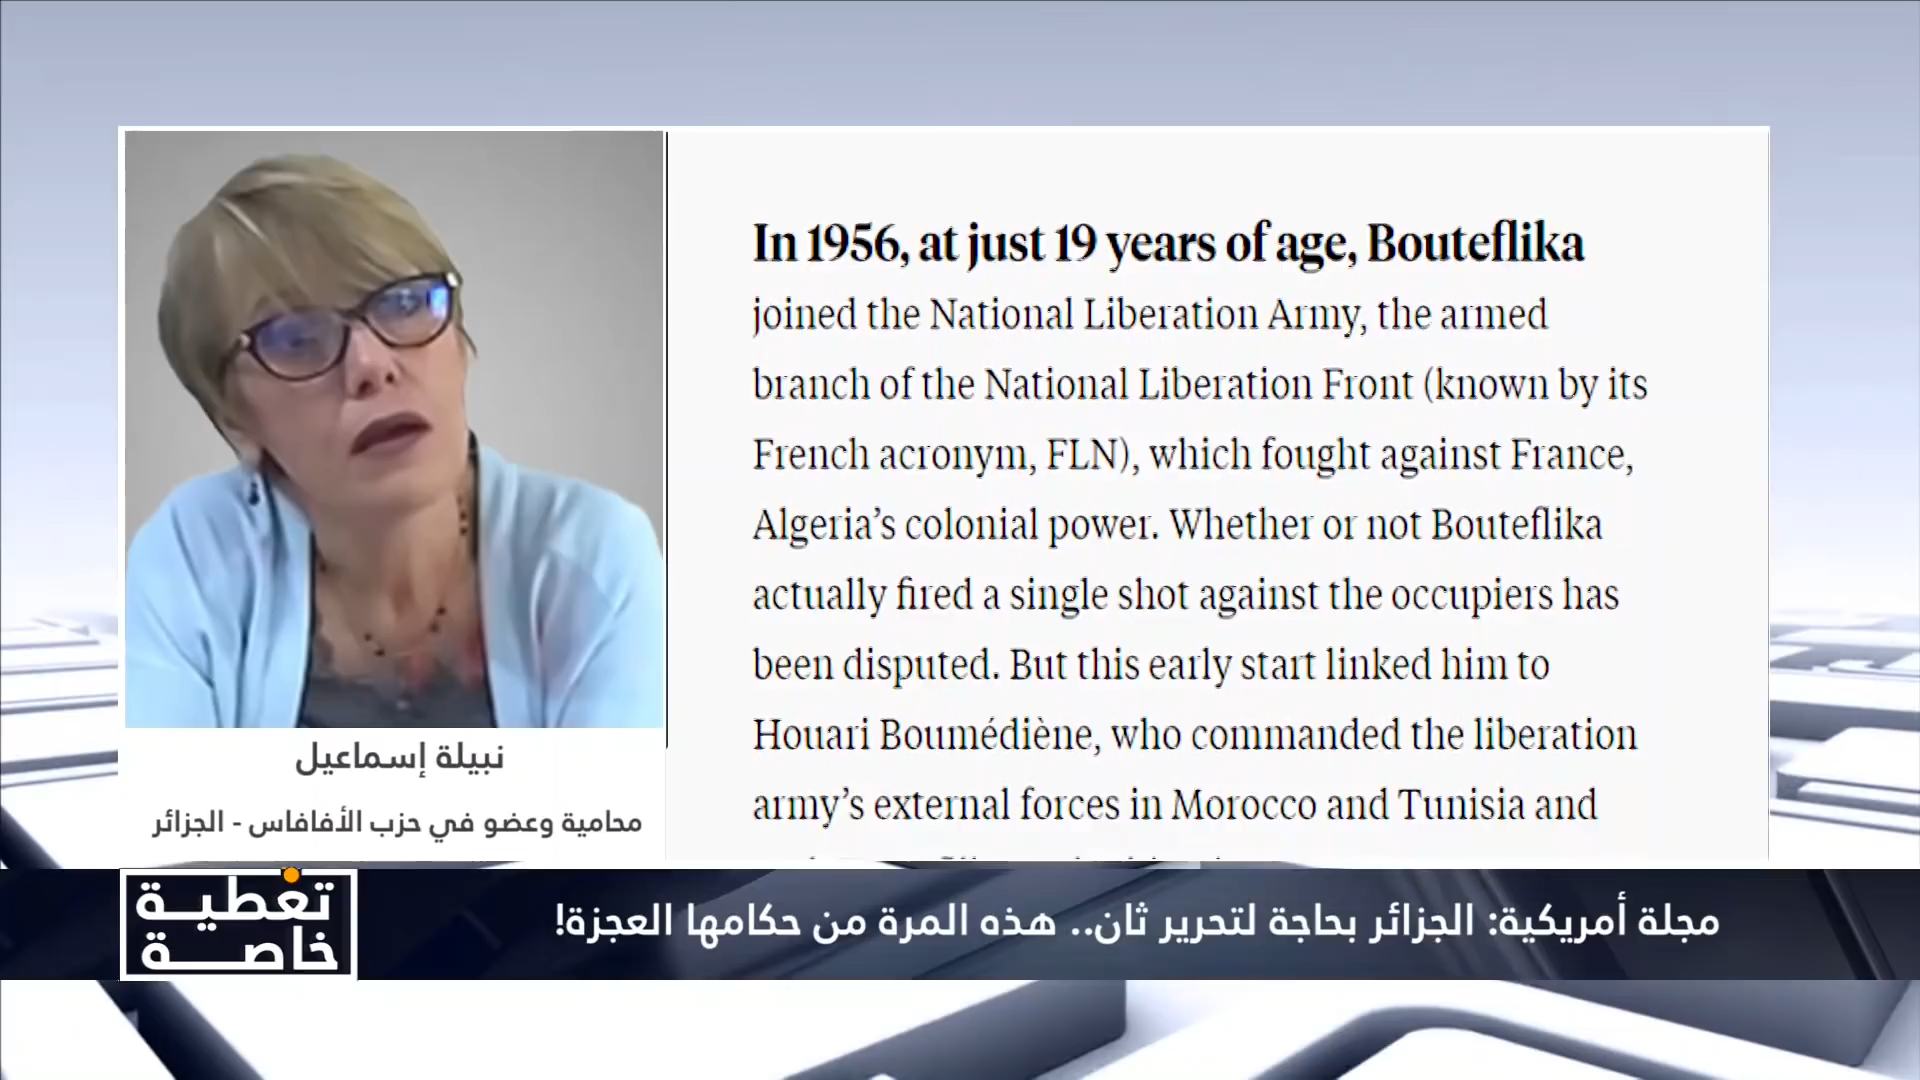 In 1956, at just 19 years of age, Bouteflika
joined the National Liberation Army, the armed
branch of the National Liberation Front (known by its
French acronym, FLN), which fought against France,
Algeria’s colonial power. Whether or not Bouteflika
actually fired a single shot against the occupiers has
been disputed. But this early start linked him to
Houari Boumédiène, who commanded the liberation
army’s external forces in Morocco and Tunisia and
نبيلة إسماعيل
محامية وعضو في حزب الأفافاس - الجزائر
مجلة أمريكية: الجزائر بحاجة لتحرير ثان.. هذه المرة من حكامها العجزة!
تغطية
خاصة